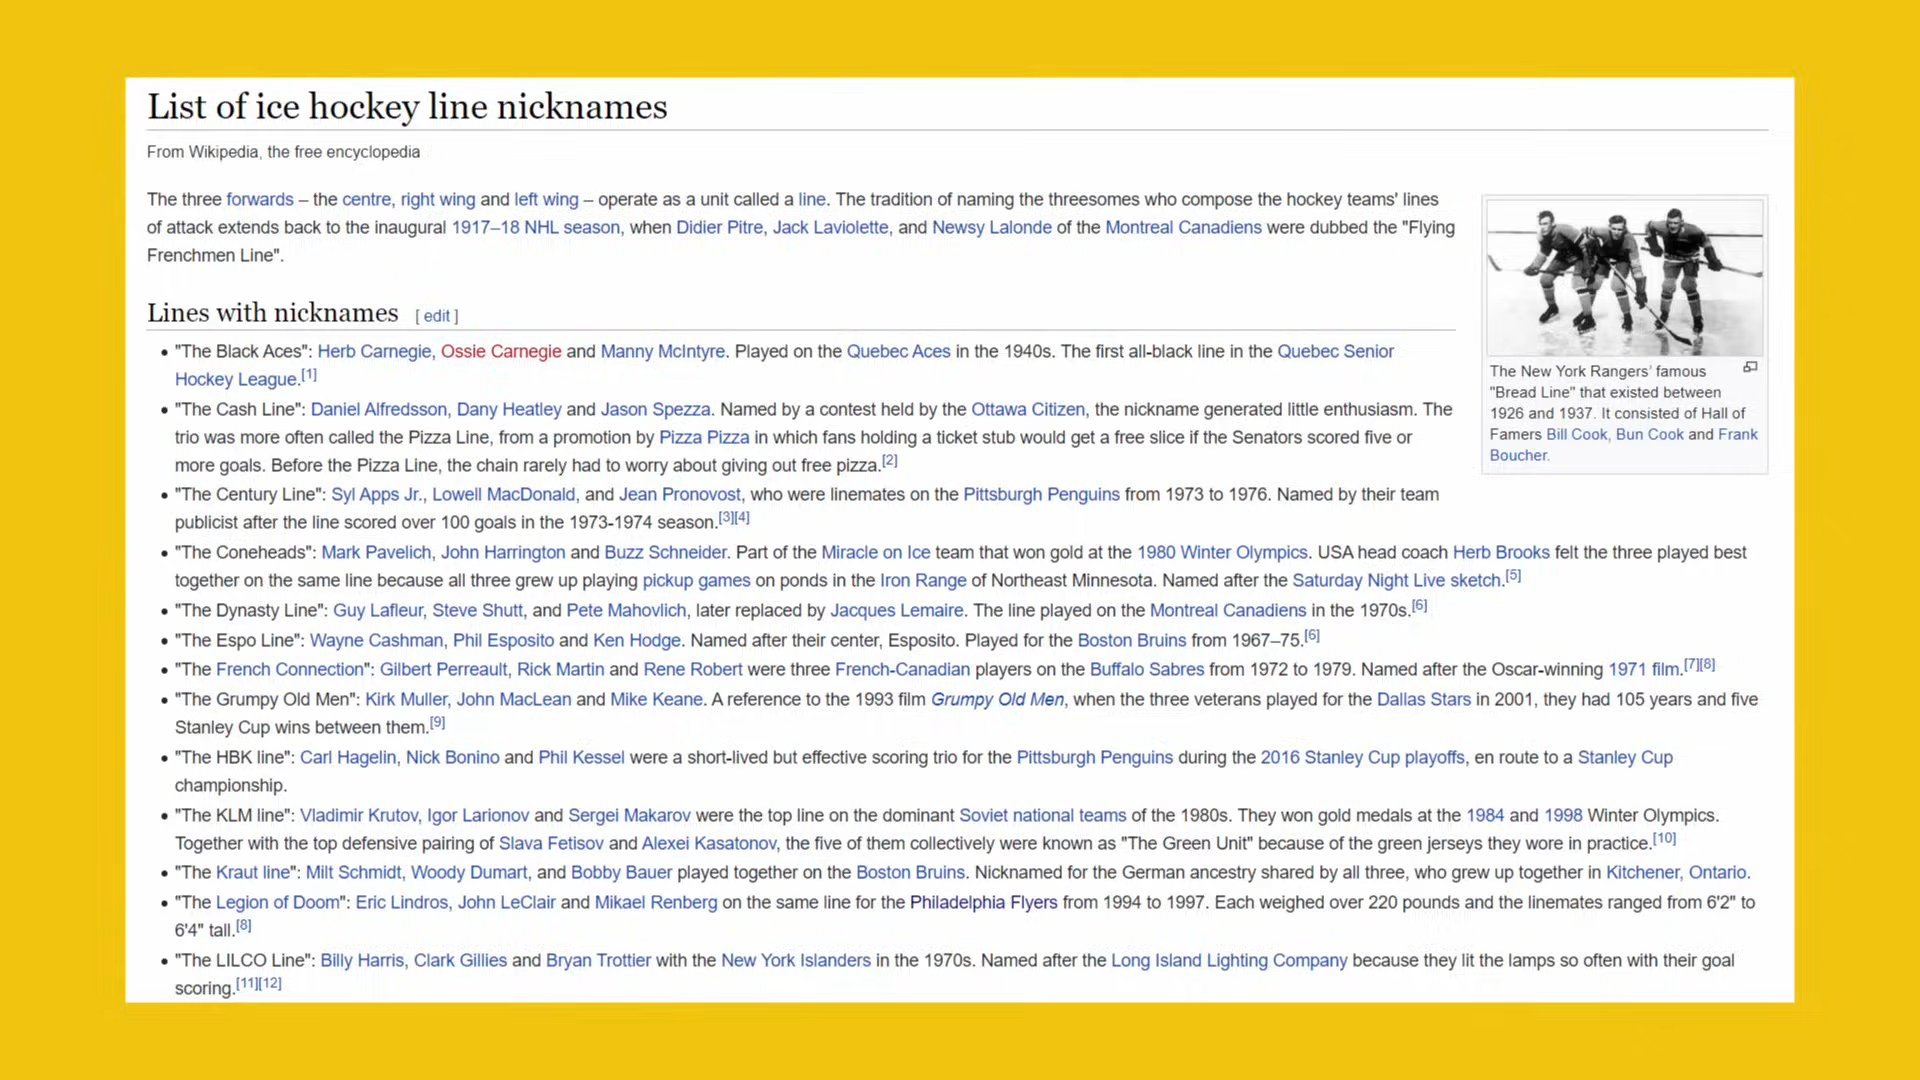 List of ice hockey line nicknames
From Wikipedia, the free encyclopedia
The three forwards – the centre, right wing and left wing – operate as a unit called a line. The tradition of naming the threesomes who compose the hockey teams' lines
of attack extends back to the inaugural 1917–18 NHL season, when Didier Pitre, Jack Laviolette, and Newsy Lalonde of the Montreal Canadiens were dubbed the "Flying
Frenchmen Line".
The New York Rangers' famous
"Bread Line" that existed between
1926 and 1937. It consisted of Hall of
Famers Bill Cook, Bun Cook and Frank
Boucher.
Lines with nicknames [ edit ]
• "The Black Aces": Herb Carnegie, Ossie Carnegie and Manny McIntyre. Played on the Quebec Aces in the 1940s. The first all-black line in the Quebec Senior
Hockey League.[1]
• "The Cash Line": Daniel Alfredsson, Dany Heatley and Jason Spezza. Named by a contest held by the Ottawa Citizen, the nickname generated little enthusiasm. The
trio was more often called the Pizza Line, from a promotion by Pizza Pizza in which fans holding a ticket stub would get a free slice if the Senators scored five or
more goals. Before the Pizza Line, the chain rarely had to worry about giving out free pizza.[2]
• "The Century Line": Syl Apps Jr., Lowell MacDonald, and Jean Pronovost, who were linemates on the Pittsburgh Penguins from 1973 to 1976. Named by their team
publicist after the line scored over 100 goals in the 1973-1974 season.[3][4]
• "The Coneheads": Mark Pavelich, John Harrington and Buzz Schneider. Part of the Miracle on Ice team that won gold at the 1980 Winter Olympics. USA head coach Herb Brooks felt the three played best
together on the same line because all three grew up playing pickup games on ponds in the Iron Range of Northeast Minnesota. Named after the Saturday Night Live sketch.[5]
• "The Dynasty Line": Guy Lafleur, Steve Shutt, and Pete Mahovlich, later replaced by Jacques Lemaire. The line played on the Montreal Canadiens in the 1970s.[6]
• "The Espo Line": Wayne Cashman, Phil Esposito and Ken Hodge. Named after their center, Esposito. Played for the Boston Bruins from 1967–75.[6]
• "The French Connection": Gilbert Perreault, Rick Martin and Rene Robert were three French-Canadian players on the Buffalo Sabres from 1972 to 1979. Named after the Oscar-winning 1971 film.[7][8]
• "The Grumpy Old Men": Kirk Muller, John MacLean and Mike Keane. A reference to the 1993 film Grumpy Old Men, when the three veterans played for the Dallas Stars in 2001, they had 105 years and five
Stanley Cup wins between them.[9]
• "The HBK line": Carl Hagelin, Nick Bonino and Phil Kessel were a short-lived but effective scoring trio for the Pittsburgh Penguins during the 2016 Stanley Cup playoffs, en route to a Stanley Cup
championship.
• "The KLM line": Vladimir Krutov, Igor Larionov and Sergei Makarov were the top line on the dominant Soviet national teams of the 1980s. They won gold medals at the 1984 and 1998 Winter Olympics.
Together with the top defensive pairing of Slava Fetisov and Alexei Kasatonov, the five of them collectively were known as "The Green Unit" because of the green jerseys they wore in practice.[10]
• "The Kraut line": Milt Schmidt, Woody Dumart, and Bobby Bauer played together on the Boston Bruins. Nicknamed for the German ancestry shared by all three, who grew up together in Kitchener, Ontario.
• "The Legion of Doom": Eric Lindros, John LeClair and Mikael Renberg on the same line for the Philadelphia Flyers from 1994 to 1997. Each weighed over 220 pounds and the linemates ranged from 6'2" to
6'4" tall.[8]
• "The LILCO Line": Billy Harris, Clark Gillies and Bryan Trottier with the New York Islanders in the 1970s. Named after the Long Island Lighting Company because they lit the lamps so often with their goal
scoring.[11][12]